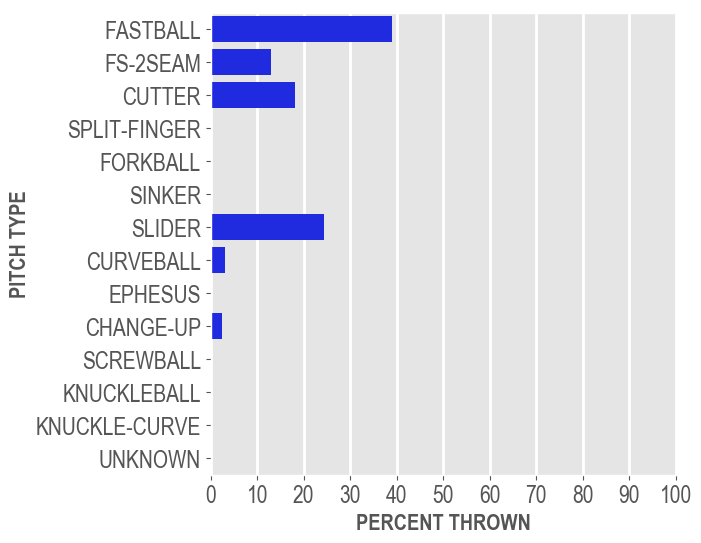 FASTBALL
FS-2SEAM
CUTTER
SPLIT-FINGER
FORKBALL
SINKER
SLIDER
CURVEBALL
EPHESUS
CHANGE-UP
SCREWBALL
KNUCKLEBALL
KNUCKLE-CURVE
UNKNOWN
PITCH TYPE
0 10 20 30 40 50 60 70 80 90 100
PERCENT THROWN